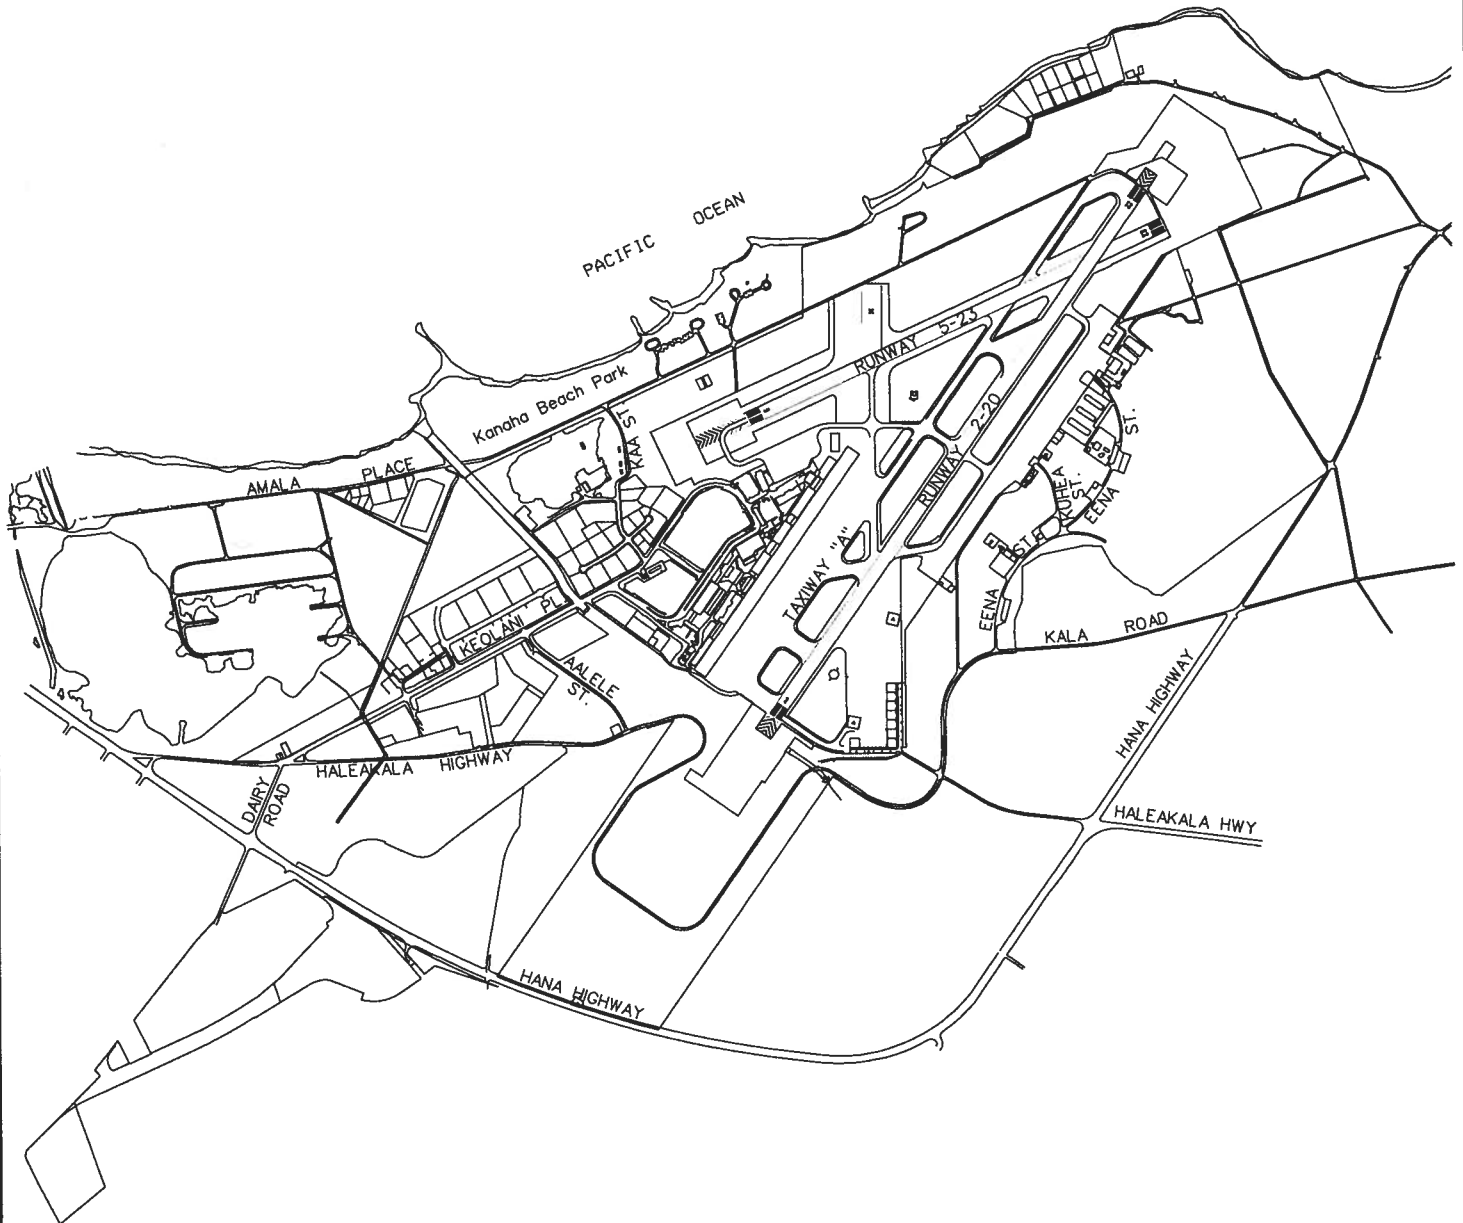 PACIFIC OCEAN
RUNWAY 5-23
Kanaha Beach Park
KAA ST.
AMALA PLACE
RUNWAY 2-20
EENA ST.
KUHEA ST.
TAXIWAY "A"
EENA ST.
KEOLANI PL.
AALELE ST.
KALA ROAD
HANA HIGHWAY
HALEAKALA HIGHWAY
DAIRY ROAD
HALEAKALA HWY
HANA HIGHWAY